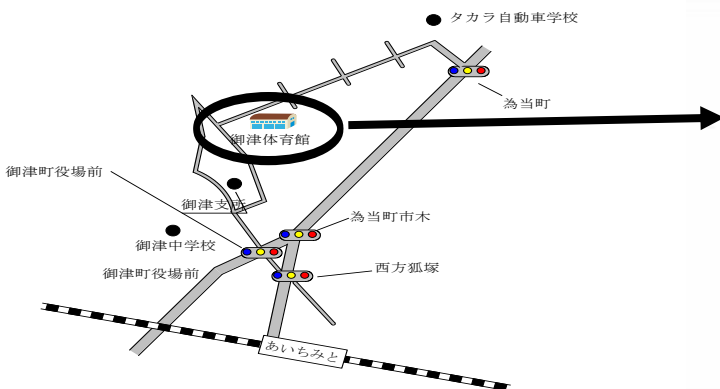 タカラ自動車学校
為当町
御津体育館
御津町役場前
御津支所
為当町市木
御津中学校
御津町役場前
西方狐塚
あいちみと